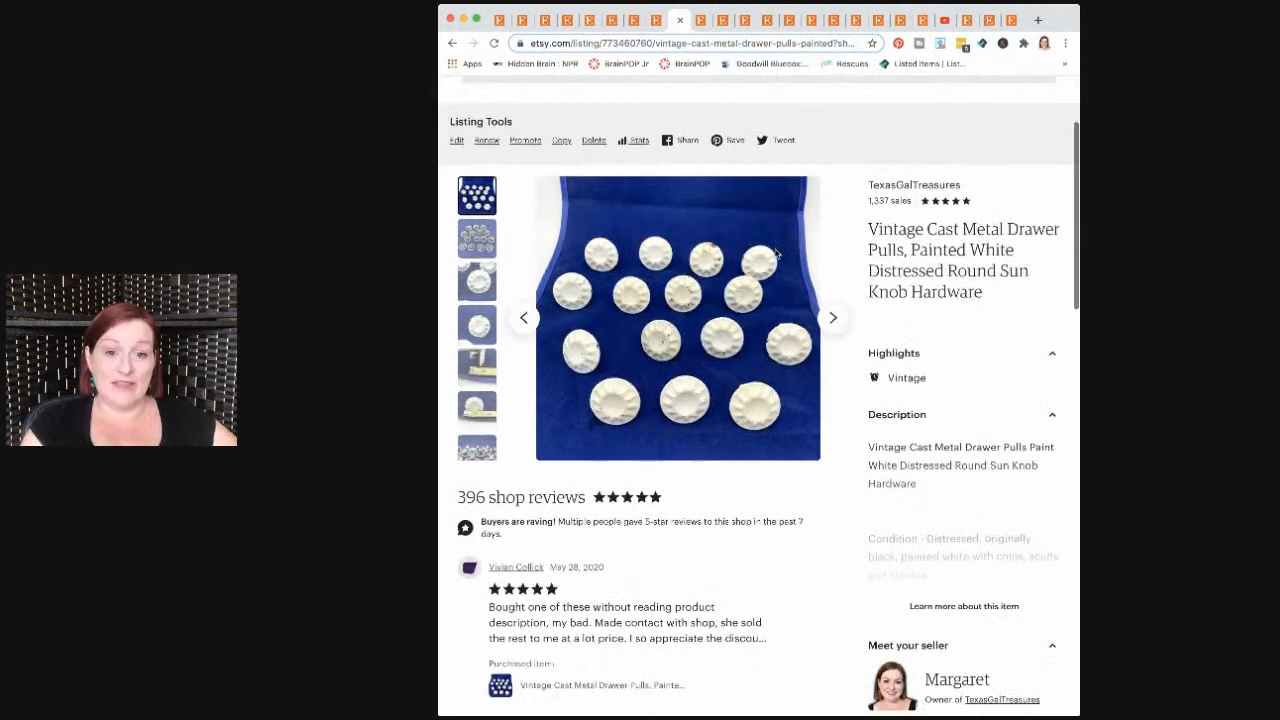 etsy.com/listing/773460760/vintage-cast-metal-drawer-pulls-painted?sh...
Apps Hidden Brain : NPR BrainPOP Jr BrainPOP Goodwill Bluebox:... Rescues Listed Items | List... »
Listing Tools
Edit Renew Promote Copy Delete Stats Share Save Tweet
TexasGalTreasures
1,337 sales
Vintage Cast Metal Drawer
Pulls, Painted White
Distressed Round Sun
Knob Hardware
Highlights
Vintage
Description
Vintage Cast Metal Drawer Pulls Paint
White Distressed Round Sun Knob
Hardware
Condition - Distressed, originally
black, painted white with chips, scuffs
Learn more about this item
396 shop reviews
Buyers are raving! Multiple people gave 5-star reviews to this shop in the past 7
days.
Vivian Collick May 28, 2020
Bought one of these without reading product
description, my bad. Made contact with shop, she sold
the rest to me at a lot price. I so appreciate the discou...
Purchased item:
Vintage Cast Metal Drawer Pulls, Painte...
Meet your seller
Margaret
Owner of TexasGalTreasures